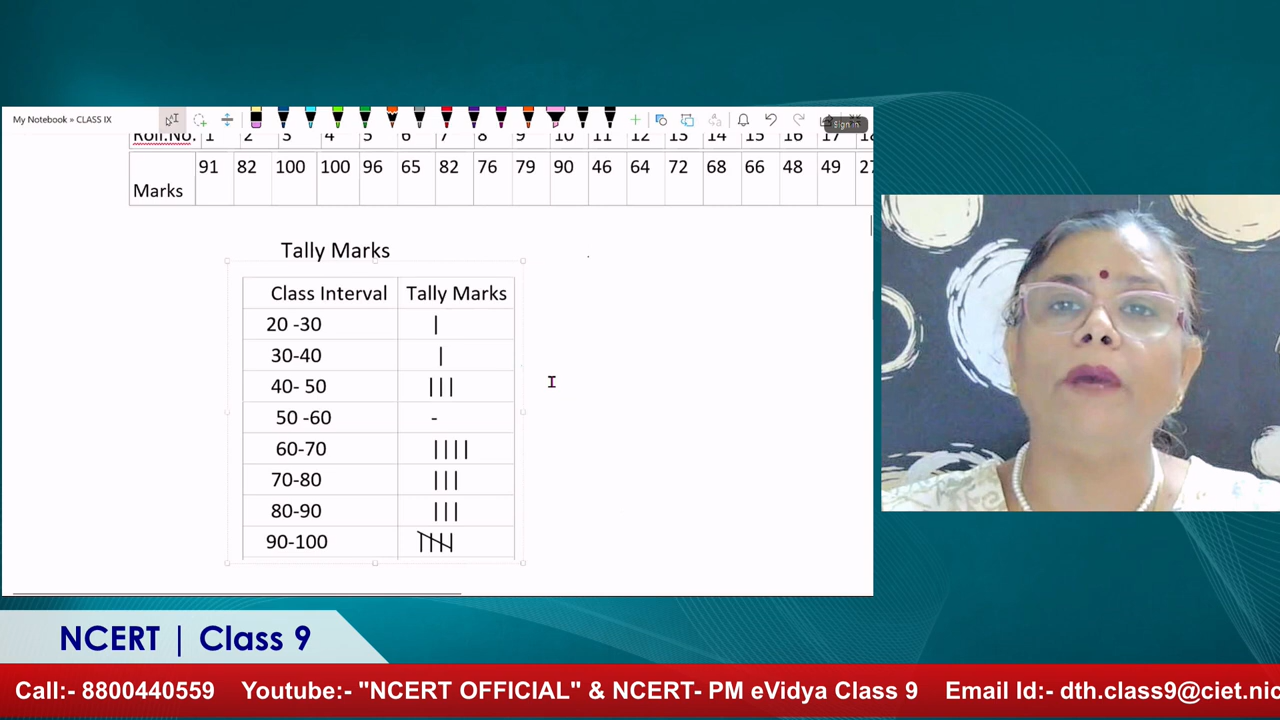 My Notebook » CLASS IX
Sign in
Roll.No. 1 2 3 4 5 6 7 8 9 10 11 12 13 14 15 16 17 18
Marks 91 82 100 100 96 65 82 76 79 90 46 64 72 68 66 48 49 27
Tally Marks
Class Interval Tally Marks
20 -30 |
30-40 |
40- 50 |||
50 -60 -
60-70 ||||
70-80 |||
80-90 |||
90-100
NCERT | Class 9
Call:- 8800440559 Youtube:- "NCERT OFFICIAL" & NCERT- PM eVidya Class 9 Email Id:- dth.class9@ciet.nic